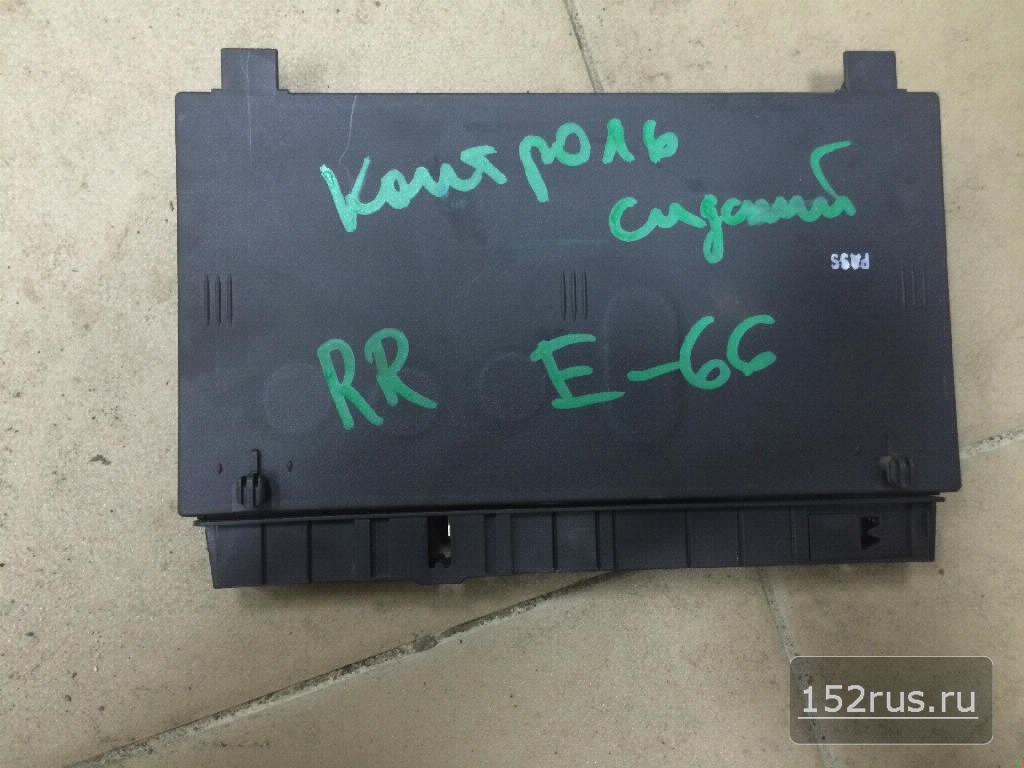 Контроль
сидений
PASS
RR E-66
152rus.ru